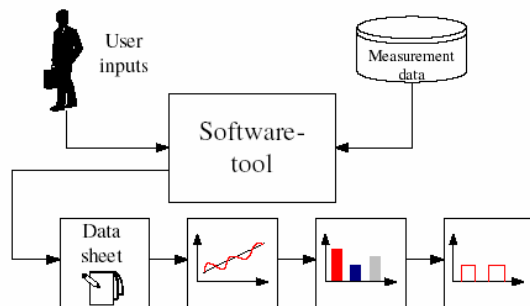 User
inputs
Measurement
data
Software-
tool
Data
sheet